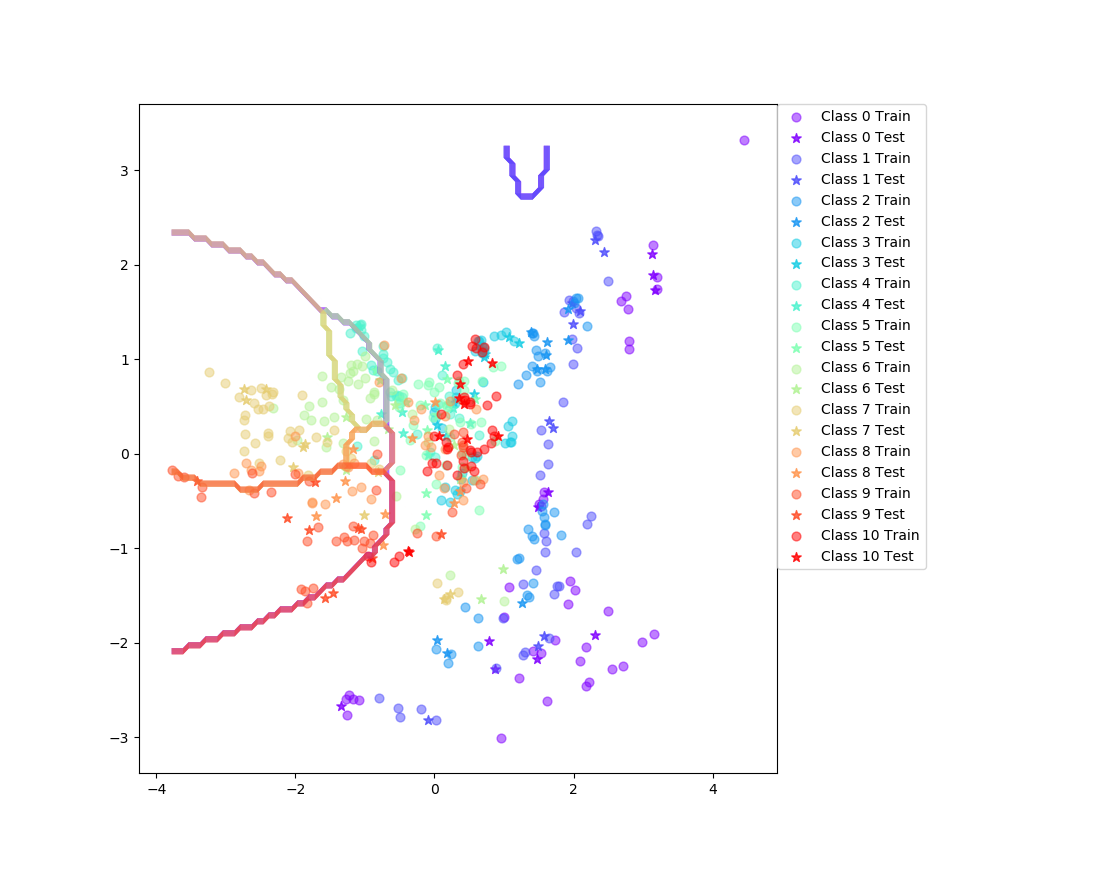 Class 0 Train
Class 0 Test
Class 1 Train
Class 1 Test
Class 2 Train
Class 2 Test
Class 3 Train
Class 3 Test
Class 4 Train
Class 4 Test
Class 5 Train
Class 5 Test
Class 6 Train
Class 6 Test
Class 7 Train
Class 7 Test
Class 8 Train
Class 8 Test
Class 9 Train
Class 9 Test
Class 10 Train
Class 10 Test
3
2
1
0
−1
−2
−3
−4 −2 0 2 4